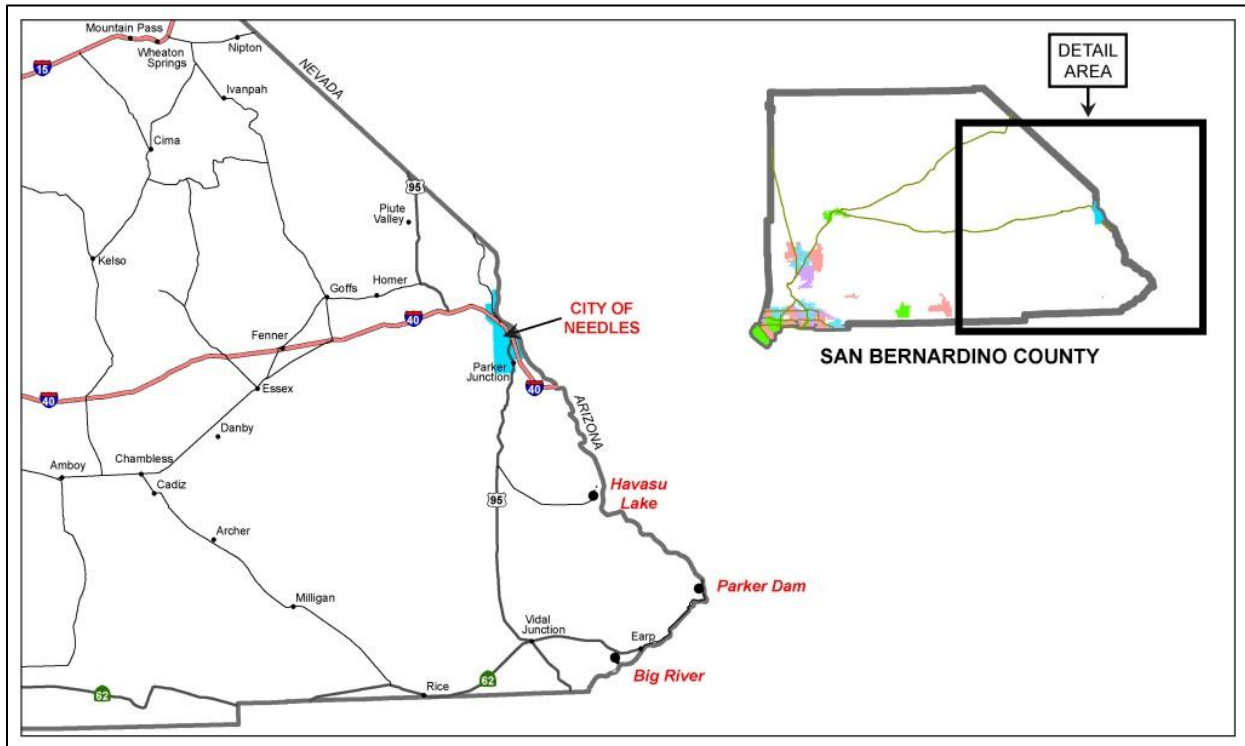 Mountain Pass
Wheaton
Springs
Nipton
15
NEVADA
Ivanpah
Cima
95
Piute
Valley
Kelso
Goffs
Homer
40
CITY OF
NEEDLES
Fenner
Parker
Junction
40
Essex
40
ARIZONA
Danby
Amboy
Chambless
Cadiz
95
Havasu
Lake
Archer
Parker Dam
Milligan
Vidal
Junction
Earp
Big River
62
Rice
62
DETAIL
AREA
SAN BERNARDINO COUNTY